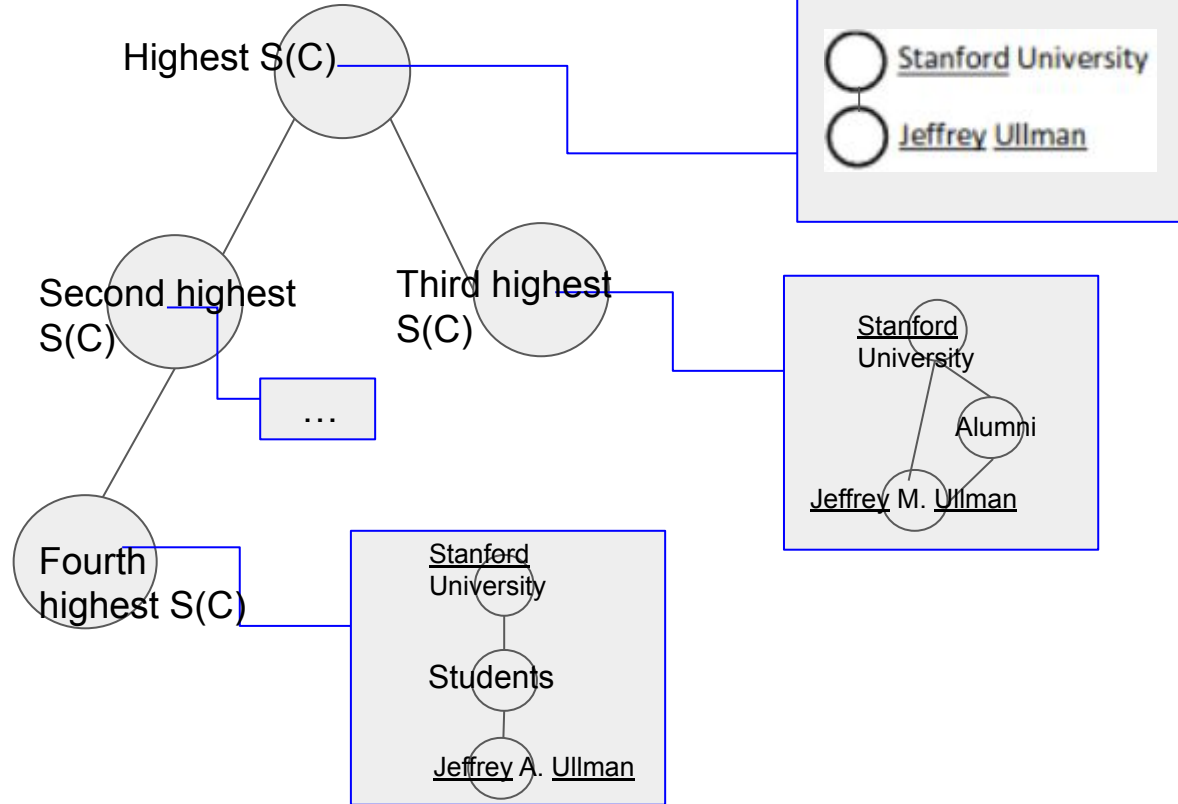 Highest S(C)
Stanford University
Jeffrey Ullman
Second highest
S(C)
Third highest
S(C)
Stanford
University
Alumni
Jeffrey M. Ullman
...
Fourth
highest S(C)
Stanford
University
Students
Jeffrey A. Ullman